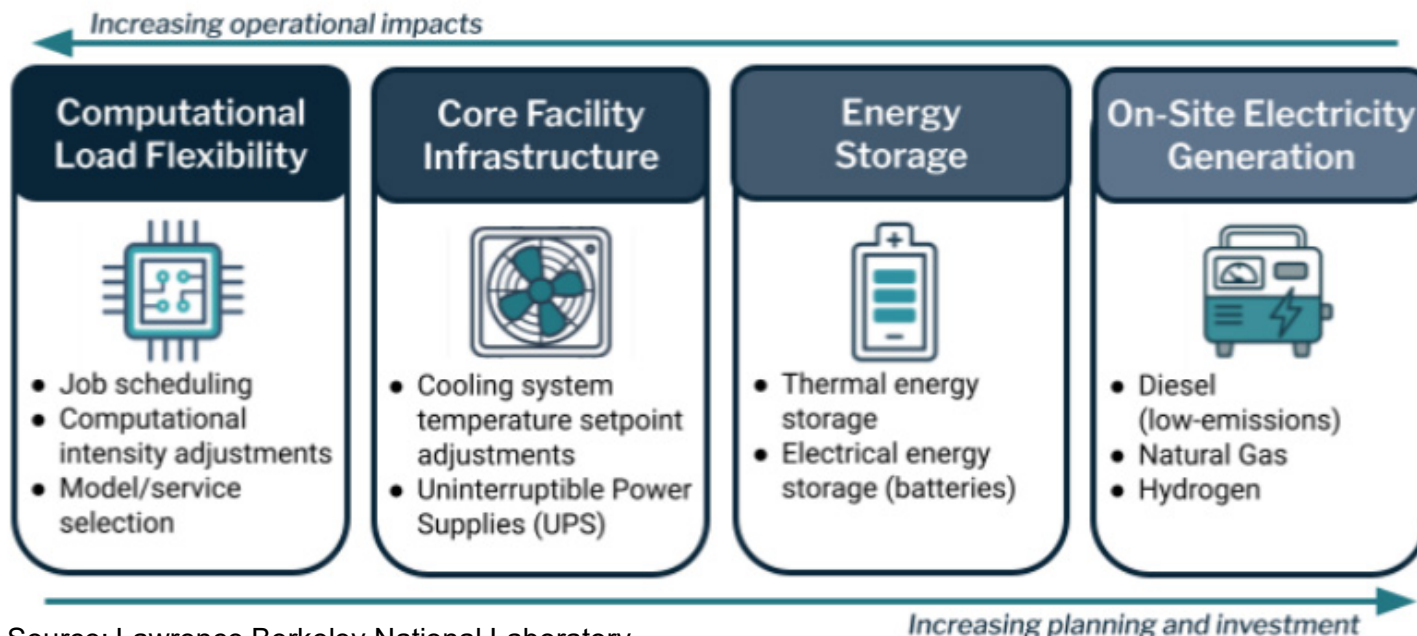 Increasing operational impacts
Computational
Load Flexibility
● Job scheduling
● Computational
intensity adjustments
● Model/service
selection
Core Facility
Infrastructure
● Cooling system
temperature setpoint
adjustments
● Uninterruptible Power
Supplies (UPS)
Energy
Storage
+
-
● Thermal energy
storage
● Electrical energy
storage (batteries)
On-Site Electricity
Generation
● Diesel
(low-emissions)
● Natural Gas
● Hydrogen
Increasing planning and investment
Source: Lawrence Berkeley National Laboratory